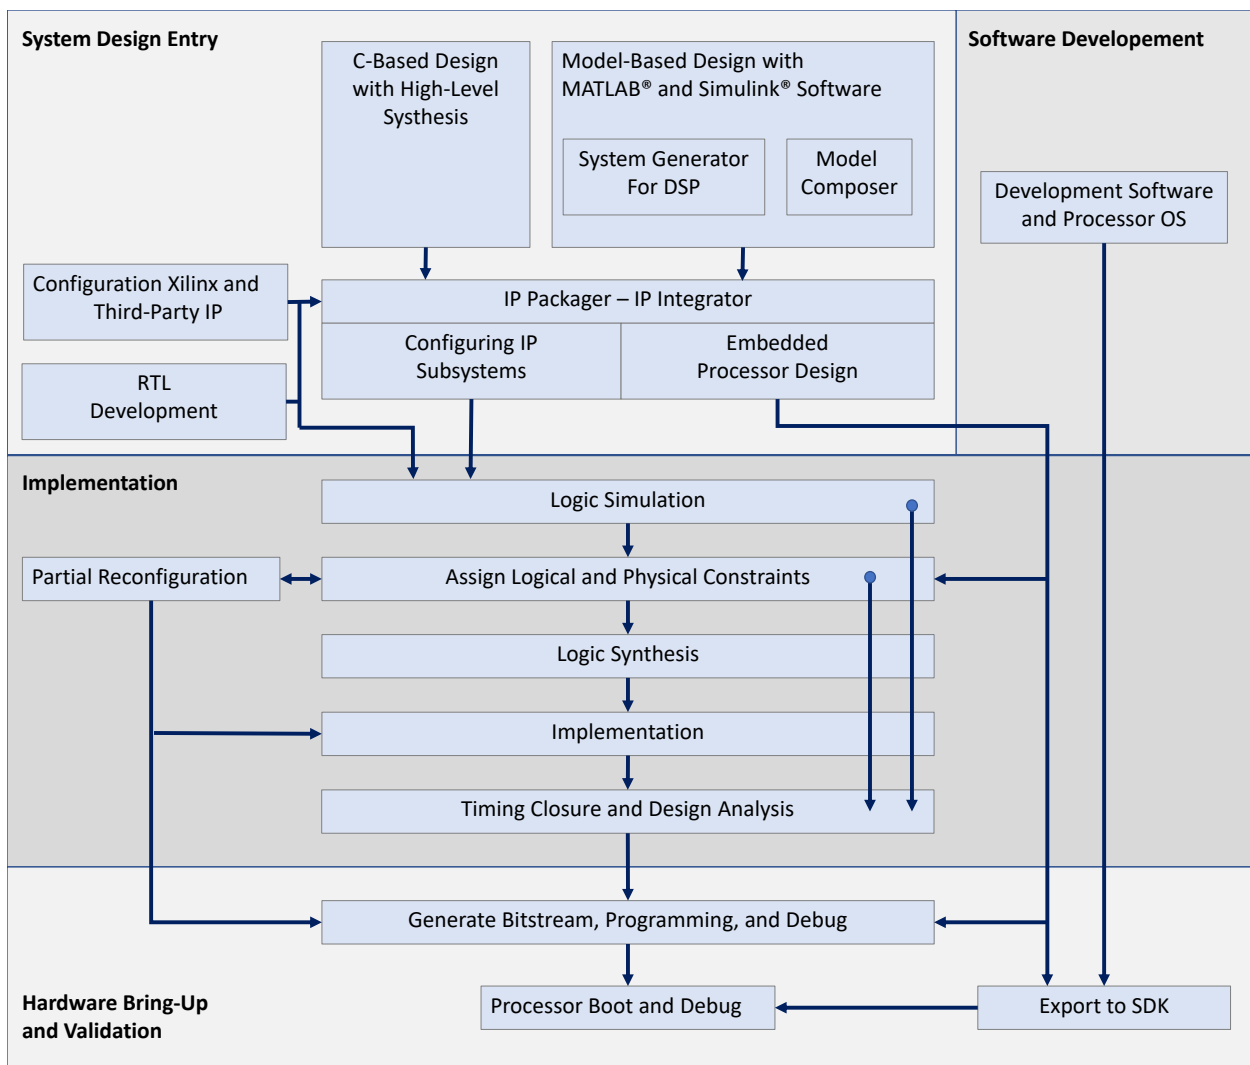 System Design Entry
Software Developement
C-Based Design
with High-Level
Systhesis
Model-Based Design with
MATLAB® and Simulink® Software
System Generator
For DSP
Model
Composer
Development Software
and Processor OS
Configuration Xilinx and
Third-Party IP
IP Packager – IP Integrator
Configuring IP
Subsystems
Embedded
Processor Design
RTL
Development
Implementation
Logic Simulation
Partial Reconfiguration
Assign Logical and Physical Constraints
Logic Synthesis
Implementation
Timing Closure and Design Analysis
Generate Bitstream, Programming, and Debug
Hardware Bring-Up
and Validation
Processor Boot and Debug
Export to SDK